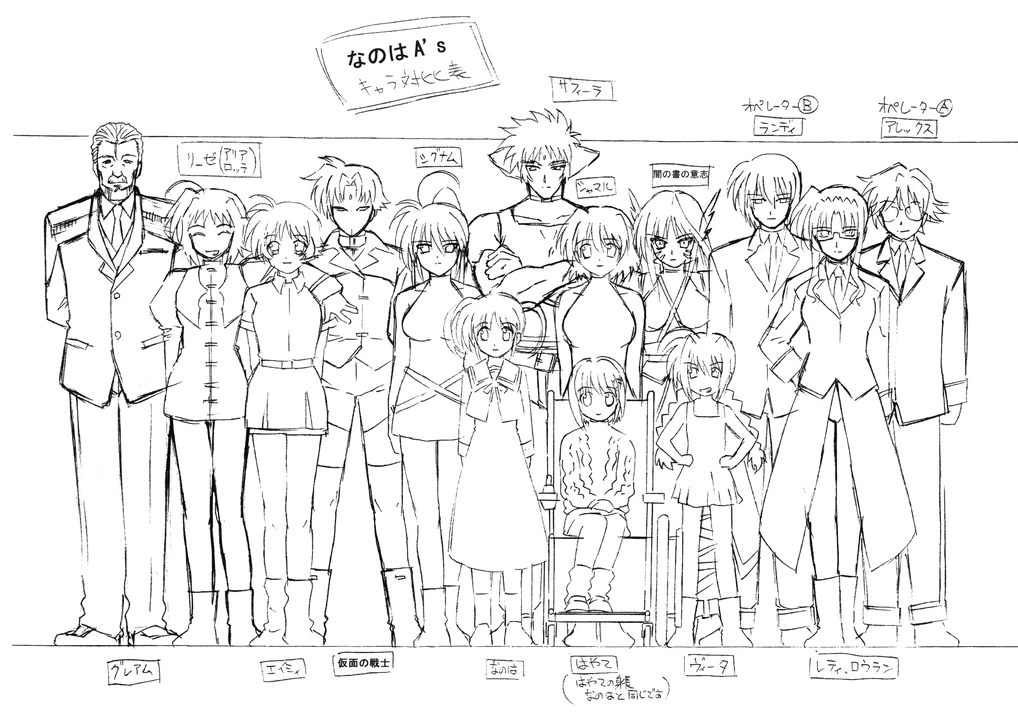 なのはA's
キャラ対比表
ザフィーラ
オペレーターⒷ
ランディ
オペレーターⒶ
アレックス
リーゼ(アリア
ロッテ)
シグナム
シャマル
闇の書の意志
グレアム
エイミィ
仮面の戦士
なのは
はやて
(はやての身長
なのはと同じです)
ヴィータ
レティ・ロウラン